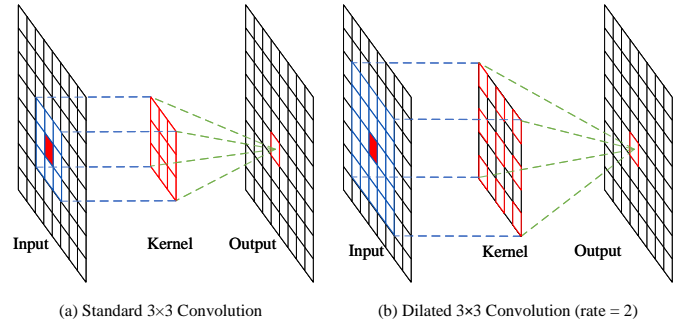 Input Kernel Output
Input Kernel Output
(a) Standard 3×3 Convolution
(b) Dilated 3×3 Convolution (rate = 2)